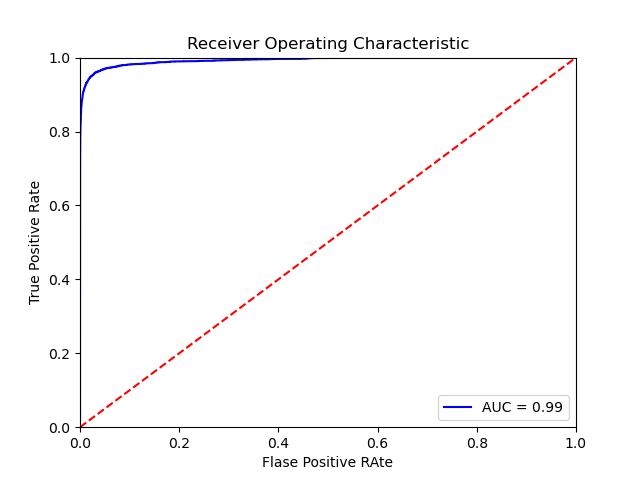 Receiver Operating Characteristic
True Positive Rate
1.0
0.8
0.6
0.4
0.2
0.0
AUC = 0.99
0.0 0.2 0.4 0.6 0.8 1.0
Flase Positive RAte